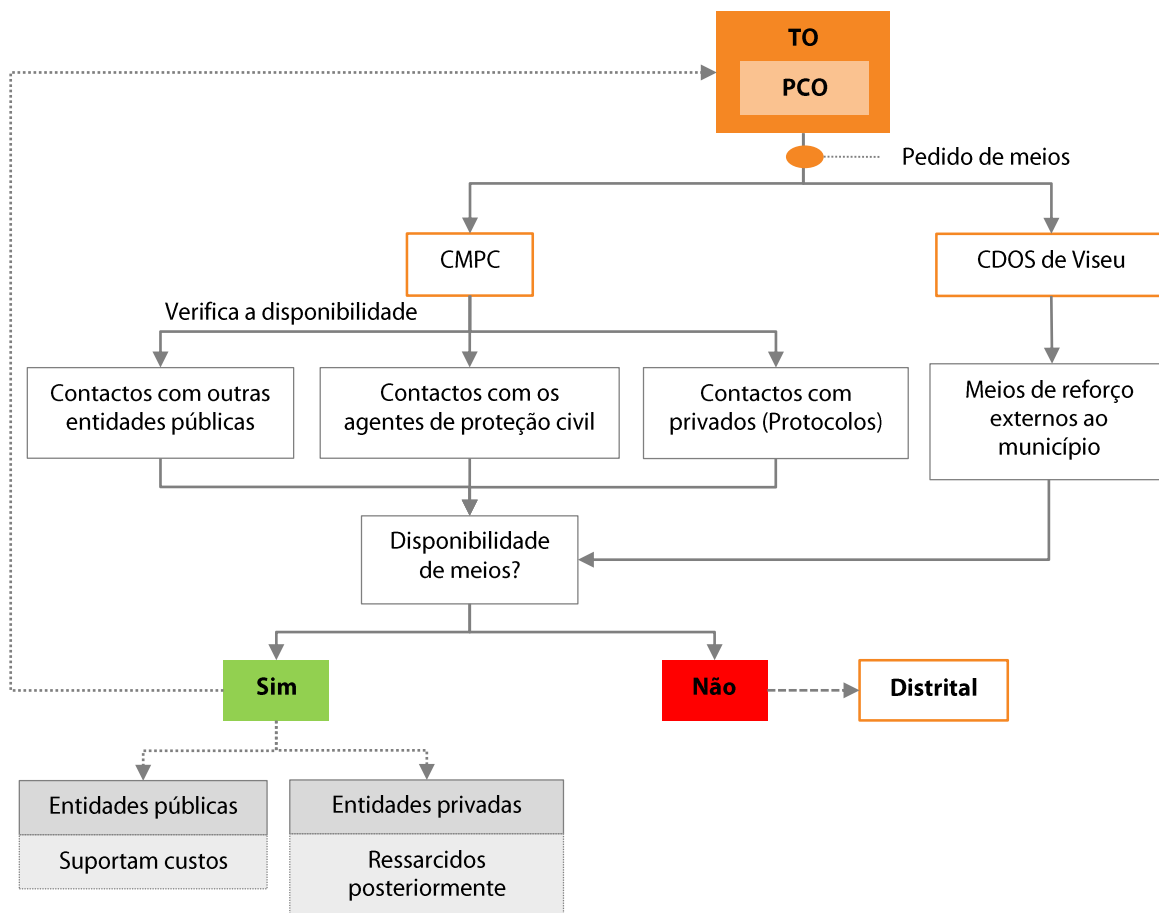 TO
PCO
Pedido de meios
CMPC
CDOS de Viseu
Verifica a disponibilidade
Contactos com outras
entidades públicas
Contactos com os
agentes de proteção civil
Contactos com
privados (Protocolos)
Meios de reforço
externos ao
município
Disponibilidade
de meios?
Sim
Não
Distrital
Entidades públicas
Suportam custos
Entidades privadas
Ressarcidos
posteriormente